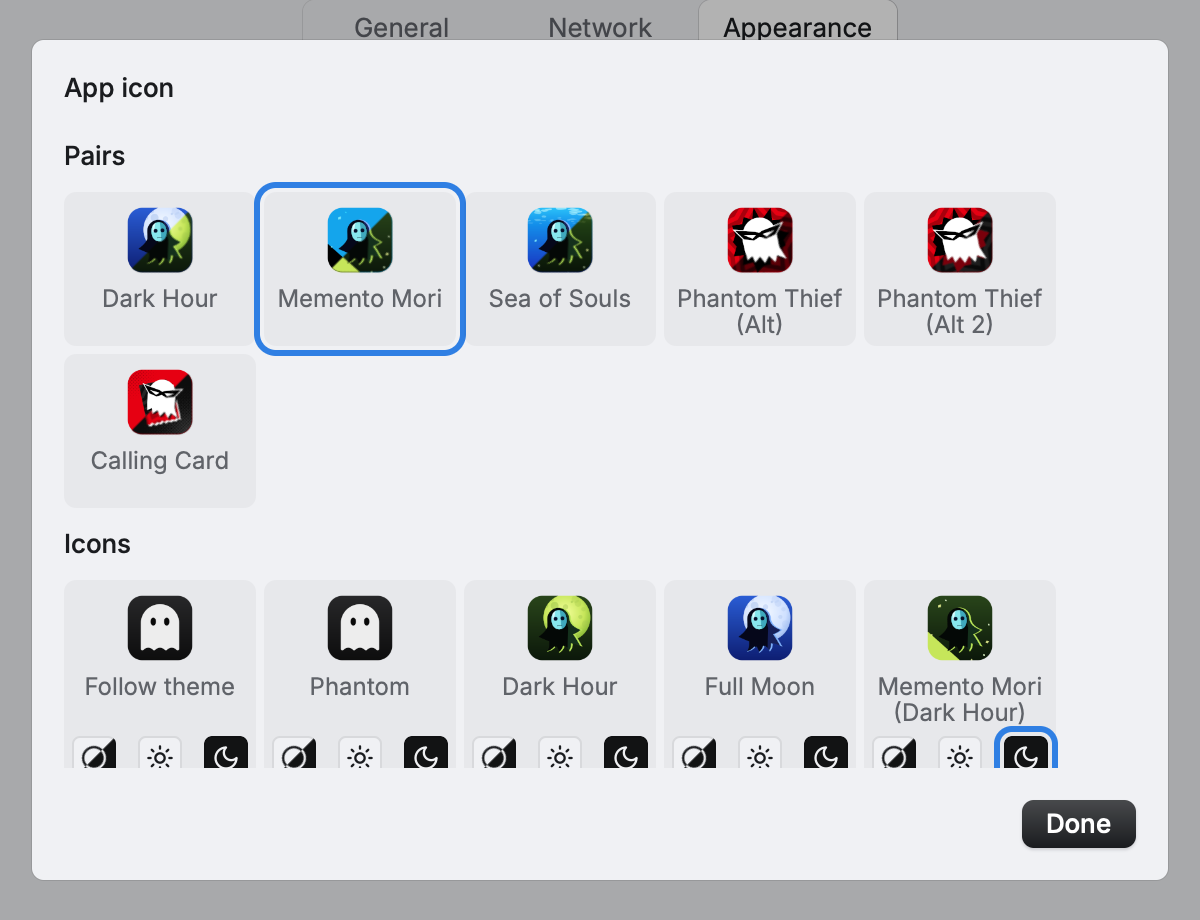 General
Network
Appearance
App icon
Pairs
Dark Hour
Memento Mori
Sea of Souls
Phantom Thief
(Alt)
Phantom Thief
(Alt 2)
Calling Card
Icons
Follow theme
Phantom
Dark Hour
Full Moon
Memento Mori
(Dark Hour)
Done